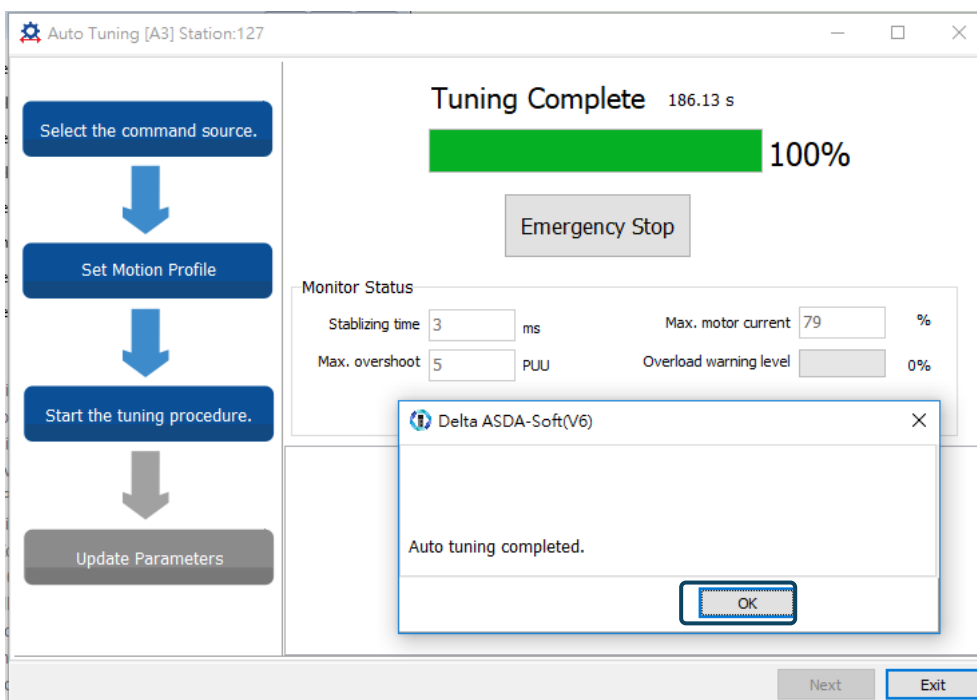 Auto Tuning [A3] Station:127
Select the command source.
Set Motion Profile
Start the tuning procedure.
Update Parameters
Tuning Complete 186.13 s
100%
Emergency Stop
Monitor Status
Stablizing time 3 ms
Max. motor current 79 %
Max. overshoot 5 PUU
Overload warning level 0%
Delta ASDA-Soft(V6)
Auto tuning completed.
OK
Next Exit